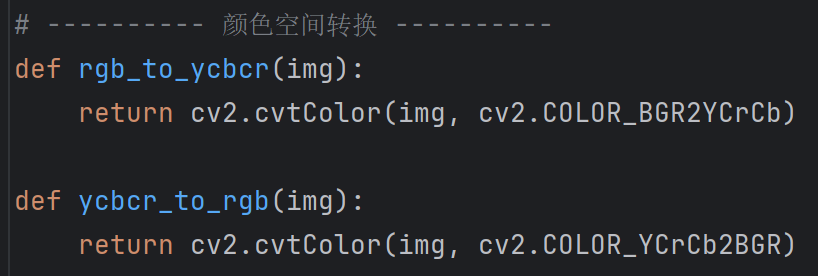 # ---------- 颜色空间转换 ----------
def rgb_to_ycbcr(img):
    return cv2.cvtColor(img, cv2.COLOR_BGR2YCrCb)
def ycbcr_to_rgb(img):
    return cv2.cvtColor(img, cv2.COLOR_YCrCb2BGR)